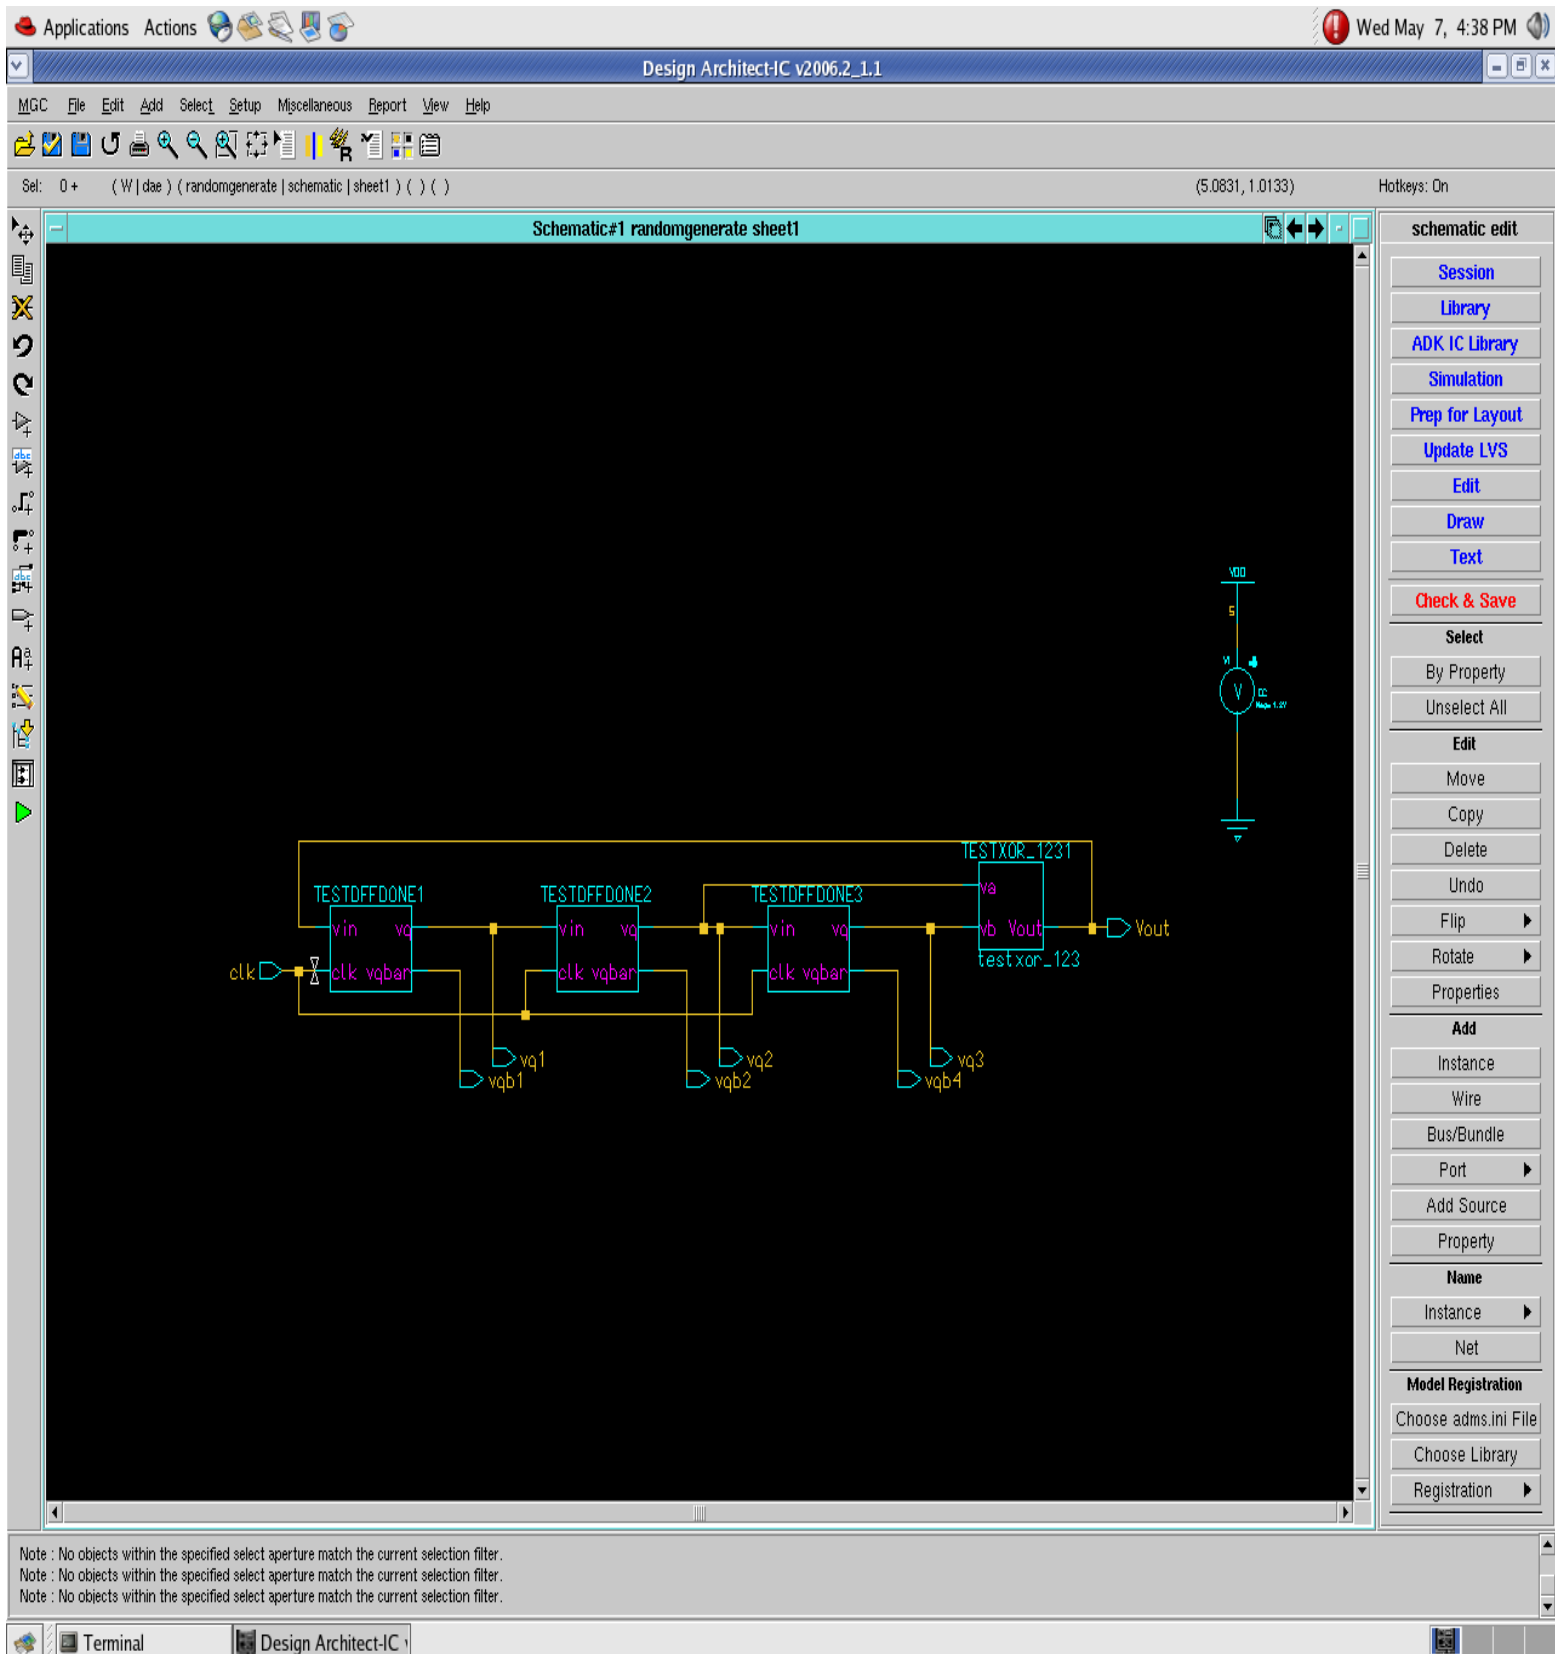 Applications Actions Wed May 7, 4:38 PM
Design Architect-IC v2006.2_1.1
MGC File Edit Add Select Setup Miscellaneous Report View Help
Sel: 0 + ( W | dae ) ( randomgenerate | schematic | sheet1 ) ( ) ( ) (5.0831, 1.0133) Hotkeys: On
Schematic#1 randomgenerate sheet1
schematic edit
Session
Library
ADK IC Library
Simulation
Prep for Layout
Update LVS
Edit
Draw
Text
Check & Save
Select
By Property
Unselect All
Edit
Move
Copy
Delete
Undo
Flip
Rotate
Properties
Add
Instance
Wire
Bus/Bundle
Port
Add Source
Property
Name
Instance
Net
Model Registration
Choose adms.ini File
Choose Library
Registration
VDD
5
V1
V
DC
TESTXOR_1231
TESTDFFDONE1 TESTDFFDONE2 TESTDFFDONE3
va
vin vq vin vq vin vq vb Vout Vout
testxor_123
clk clk vqbar clk vqbar clk vqbar
vq1 vq2 vq3
vqb1 vqb2 vqb4
Note : No objects within the specified select aperture match the current selection filter.
Note : No objects within the specified select aperture match the current selection filter.
Note : No objects within the specified select aperture match the current selection filter.
Terminal Design Architect-IC